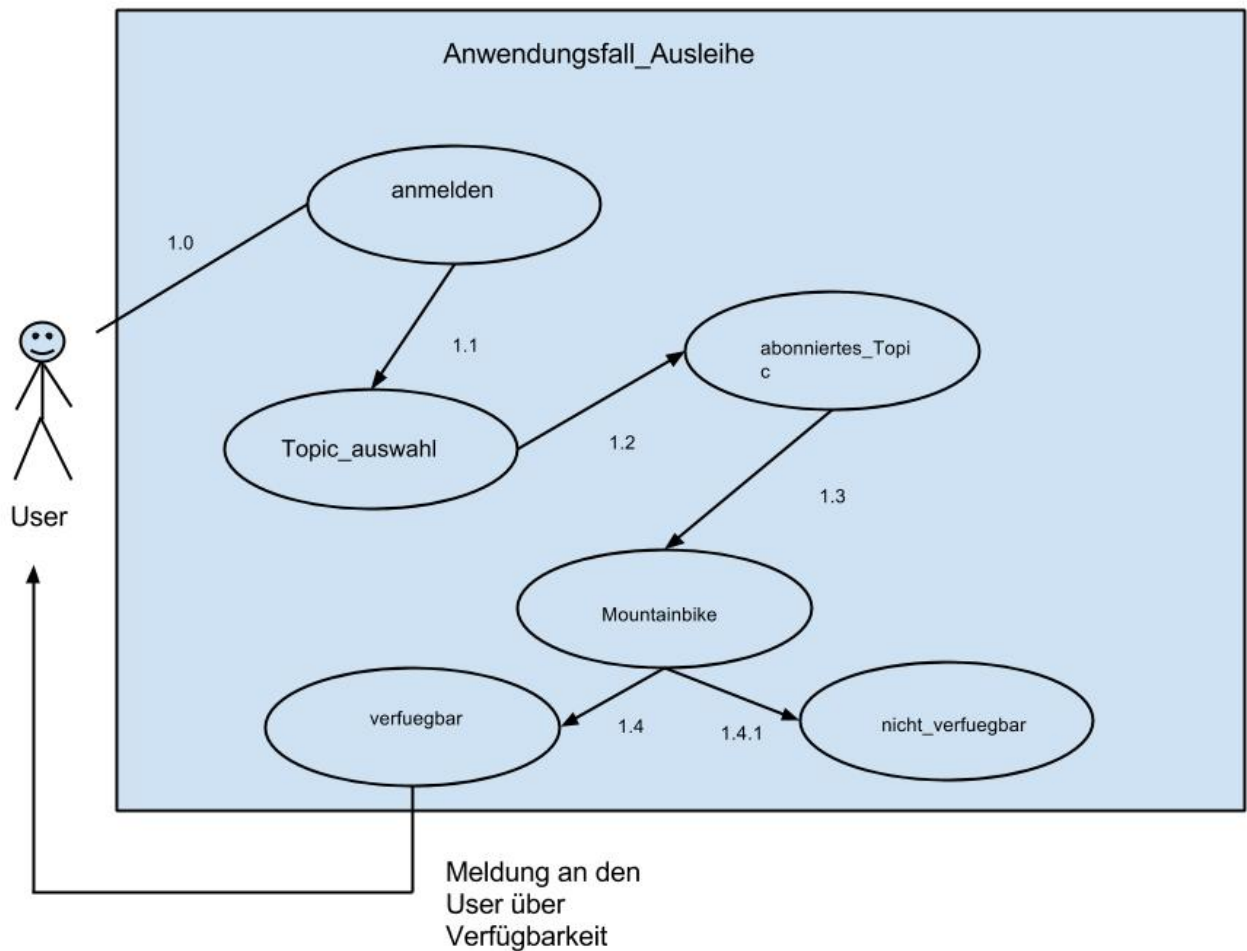 Anwendungsfall_Ausleihe
anmelden
1.0
1.1
abonniertes_Topi
c
Topic_auswahl
1.2
1.3
User
Mountainbike
verfuegbar
1.4
1.4.1
nicht_verfuegbar
Meldung an den
User über
Verfügbarkeit